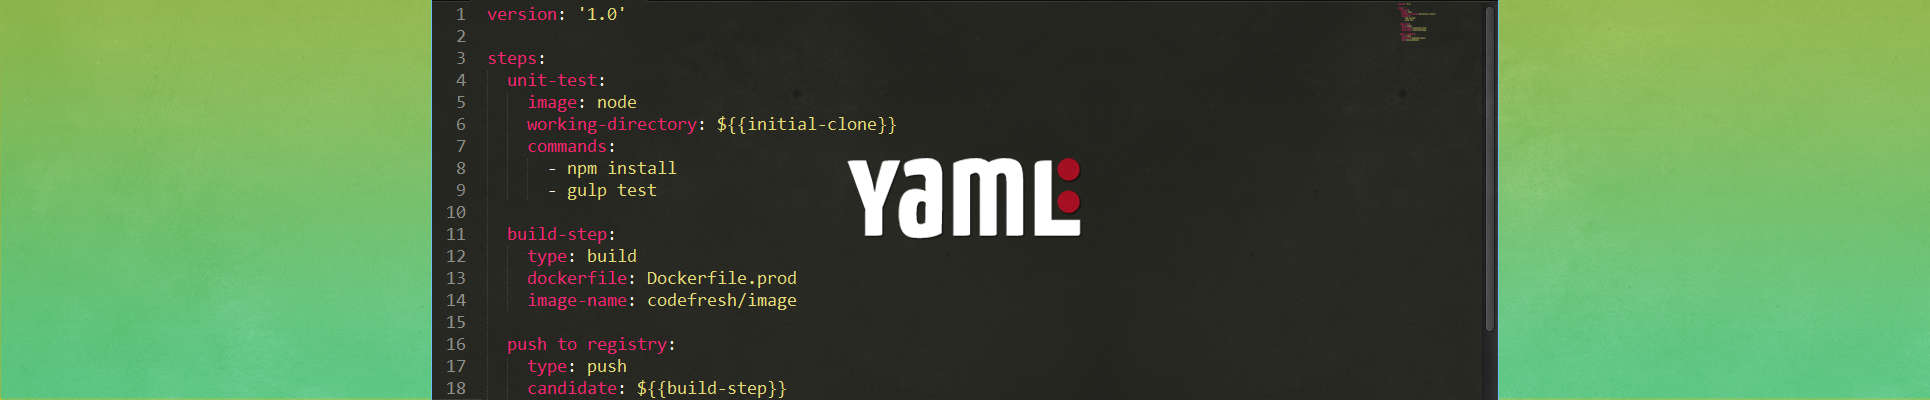 1 version: '1.0'
2
3 steps:
4 unit-test:
5 image: node
6 working-directory: ${{initial-clone}}
7 commands:
8 - npm install
9 - gulp test
10
11 build-step:
12 type: build
13 dockerfile: Dockerfile.prod
14 image-name: codefresh/image
15
16 push to registry:
17 type: push
18 candidate: ${{build-step}}
YAML: